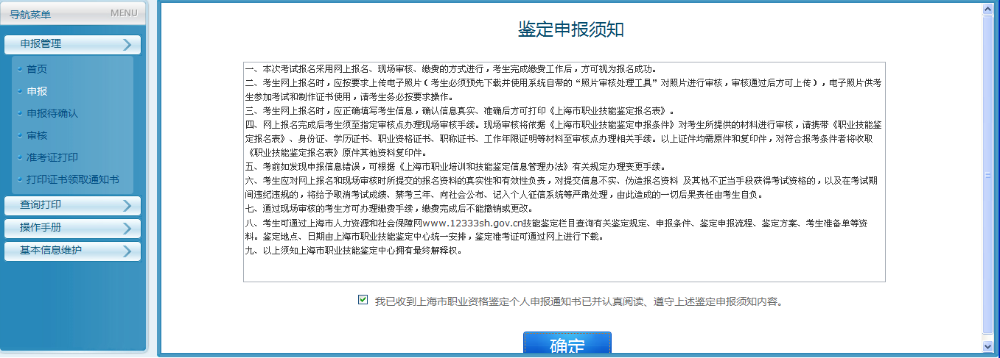 导航菜单 MENU
申报管理
首页
申报
申报待确认
审核
准考证打印
打印证书领取通知书
查询打印
操作手册
基本信息维护
鉴定申报须知
一、本次考试报名采用网上报名、现场审核、缴费的方式进行，考生完成缴费工作后，方可视为报名成功。
二、考生网上报名时，应按要求上传电子照片（考生必须预先下载并使用系统自带的“照片审核处理工具”对照片进行审核，审核通过后方可上传），电子照片供考
生参加考试和制作证书使用，请考生务必按要求操作。
三、考生网上报名时，应正确填写考生信息，确认信息真实、准确后方可打印《上海市职业技能鉴定报名表》。
四、网上报名完成后考生须至指定审核点办理现场审核手续。现场审核将依据《上海市职业技能鉴定申报条件》对考生所提供的材料进行审核，请携带《职业技能鉴
定报名表》、身份证、学历证书、职业资格证书、职称证书、工作年限证明等材料至审核点办理相关手续。以上证件均需原件和复印件，对符合报考条件者将收取
《职业技能鉴定报名表》原件其他资料复印件。
五、考前如发现申报信息错误，可根据《上海市职业培训和技能鉴定信息管理办法》有关规定办理变更手续。
六、考生应对网上报名和现场审核时所提交的报名资料的真实性和有效性负责，对提交信息不实、伪造报名资料 及其他不正当手段获得考试资格的，以及在考试期
间违纪违规的，将给予取消考试成绩、禁考三年、向社会公布、记入个人征信系统等严肃处理，由此造成的一切后果责任由考生自负。
七、通过现场审核的考生方可办理缴费手续，缴费完成后不能撤销或更改。
八、考生可通过上海市人力资源和社会保障网www.12333sh.gov.cn技能鉴定栏目查询有关鉴定规定、申报条件、鉴定申报流程、鉴定方案、考生准备单等资
料。鉴定地点、日期由上海市职业技能鉴定中心统一安排，鉴定准考证可通过网上进行下载。
九、以上须知上海市职业技能鉴定中心拥有最终解释权。
我已收到上海市职业资格鉴定个人申报通知书已并认真阅读、遵守上述鉴定申报须知内容。
确定